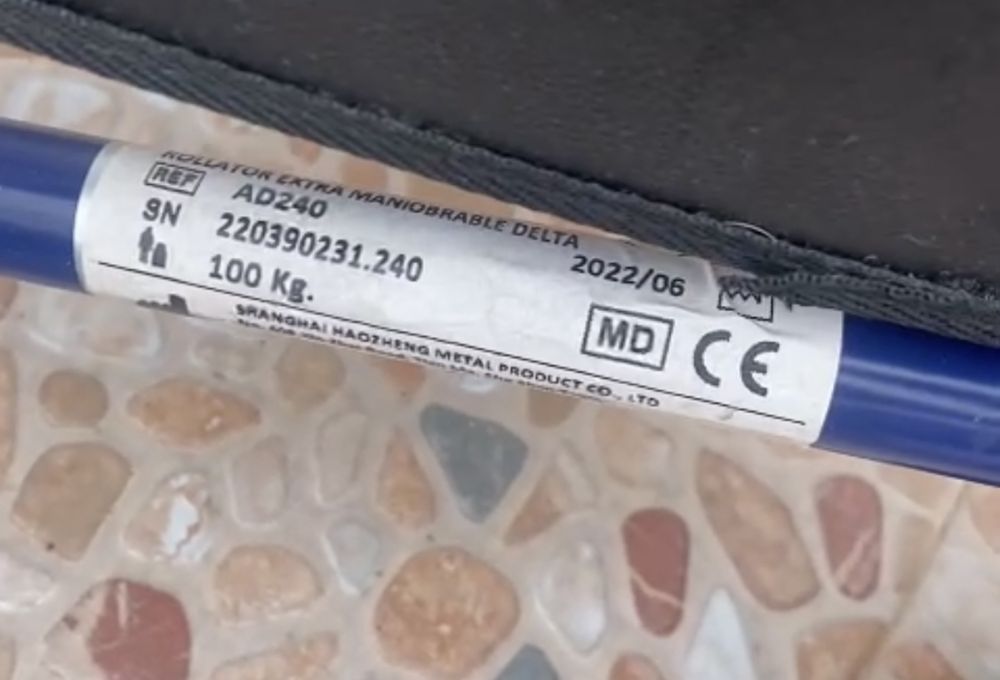 ROLLATOR EXTRA MANIOBRABLE DELTA
REF AD240
SN 220390231.240
2022/06
100 Kg.
MD CE
SHANGHAI HAOZHENG METAL PRODUCT CO., LTD